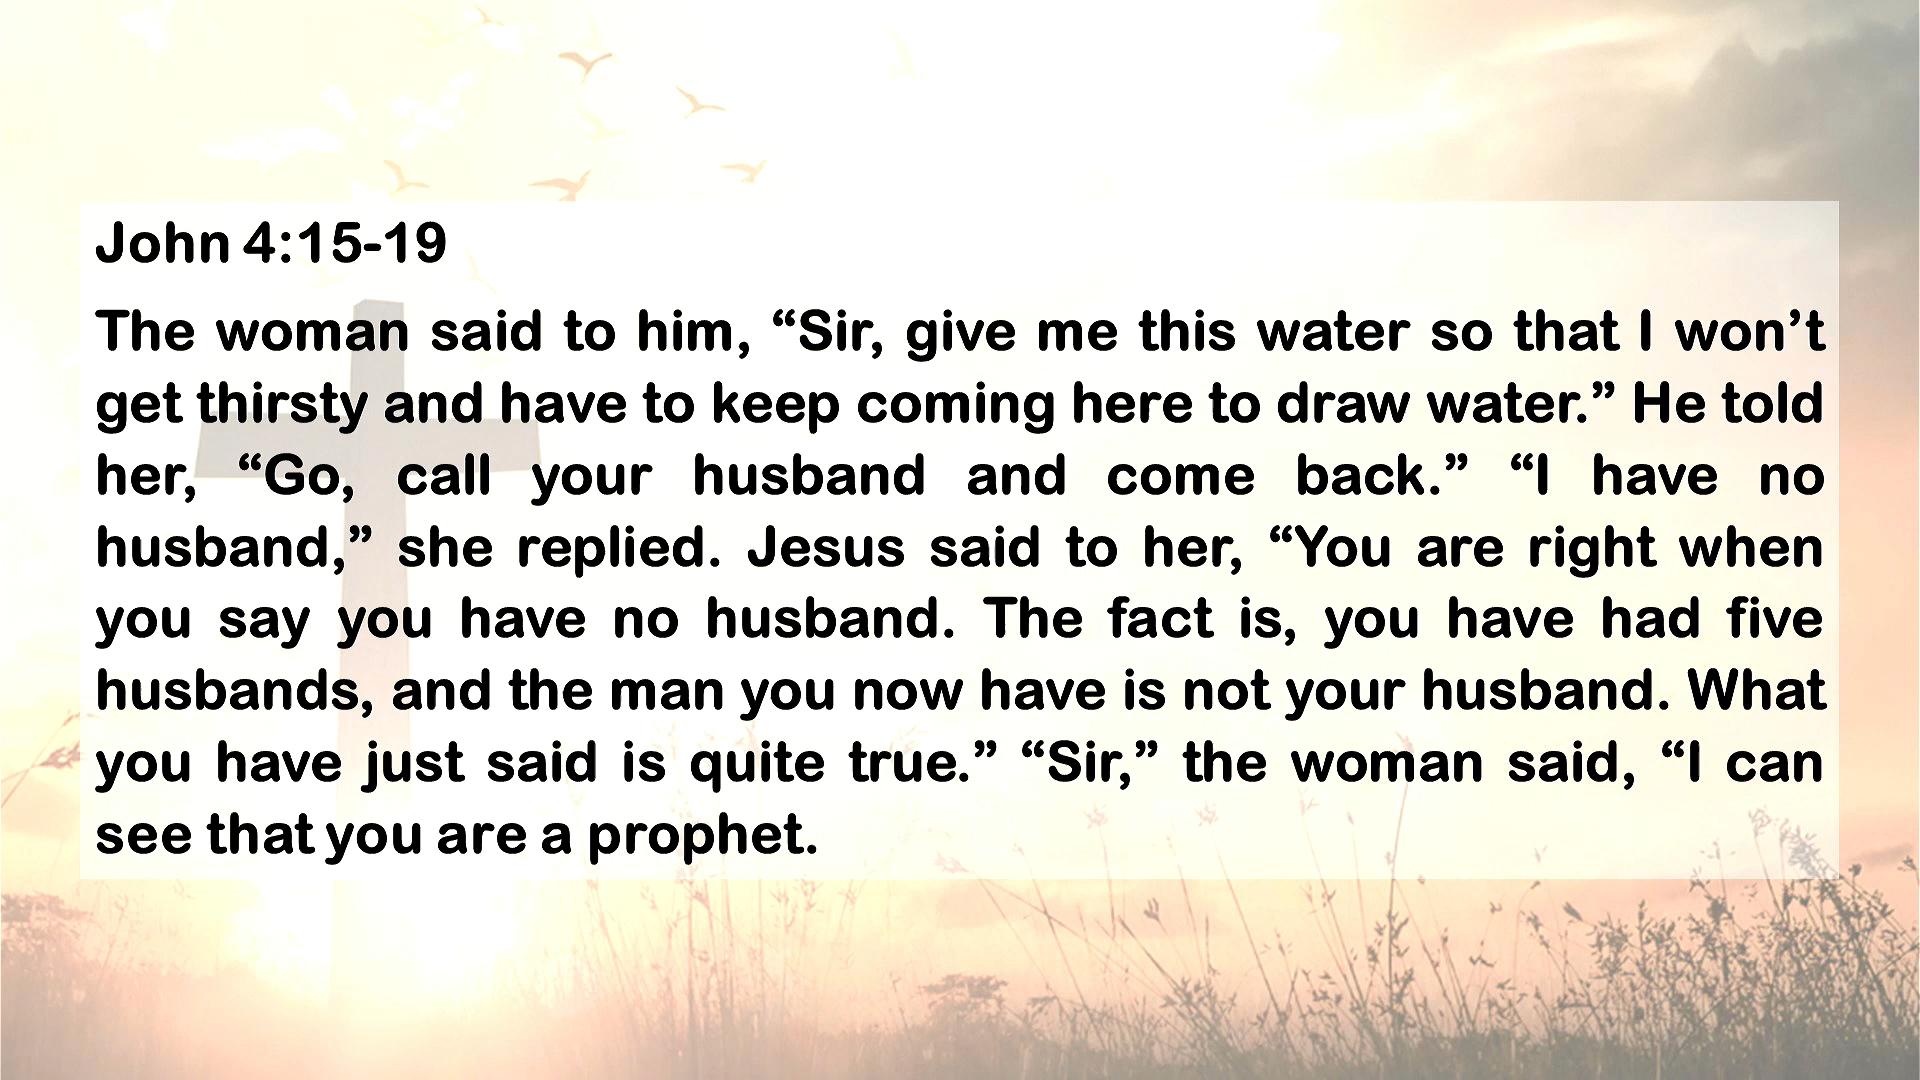 John 4:15-19
The woman said to him, “Sir, give me this water so that I won’t
get thirsty and have to keep coming here to draw water.” He told
her, “Go, call your husband and come back.” “I have no
husband,” she replied. Jesus said to her, “You are right when
you say you have no husband. The fact is, you have had five
husbands, and the man you now have is not your husband. What
you have just said is quite true.” “Sir,” the woman said, “I can
see that you are a prophet.